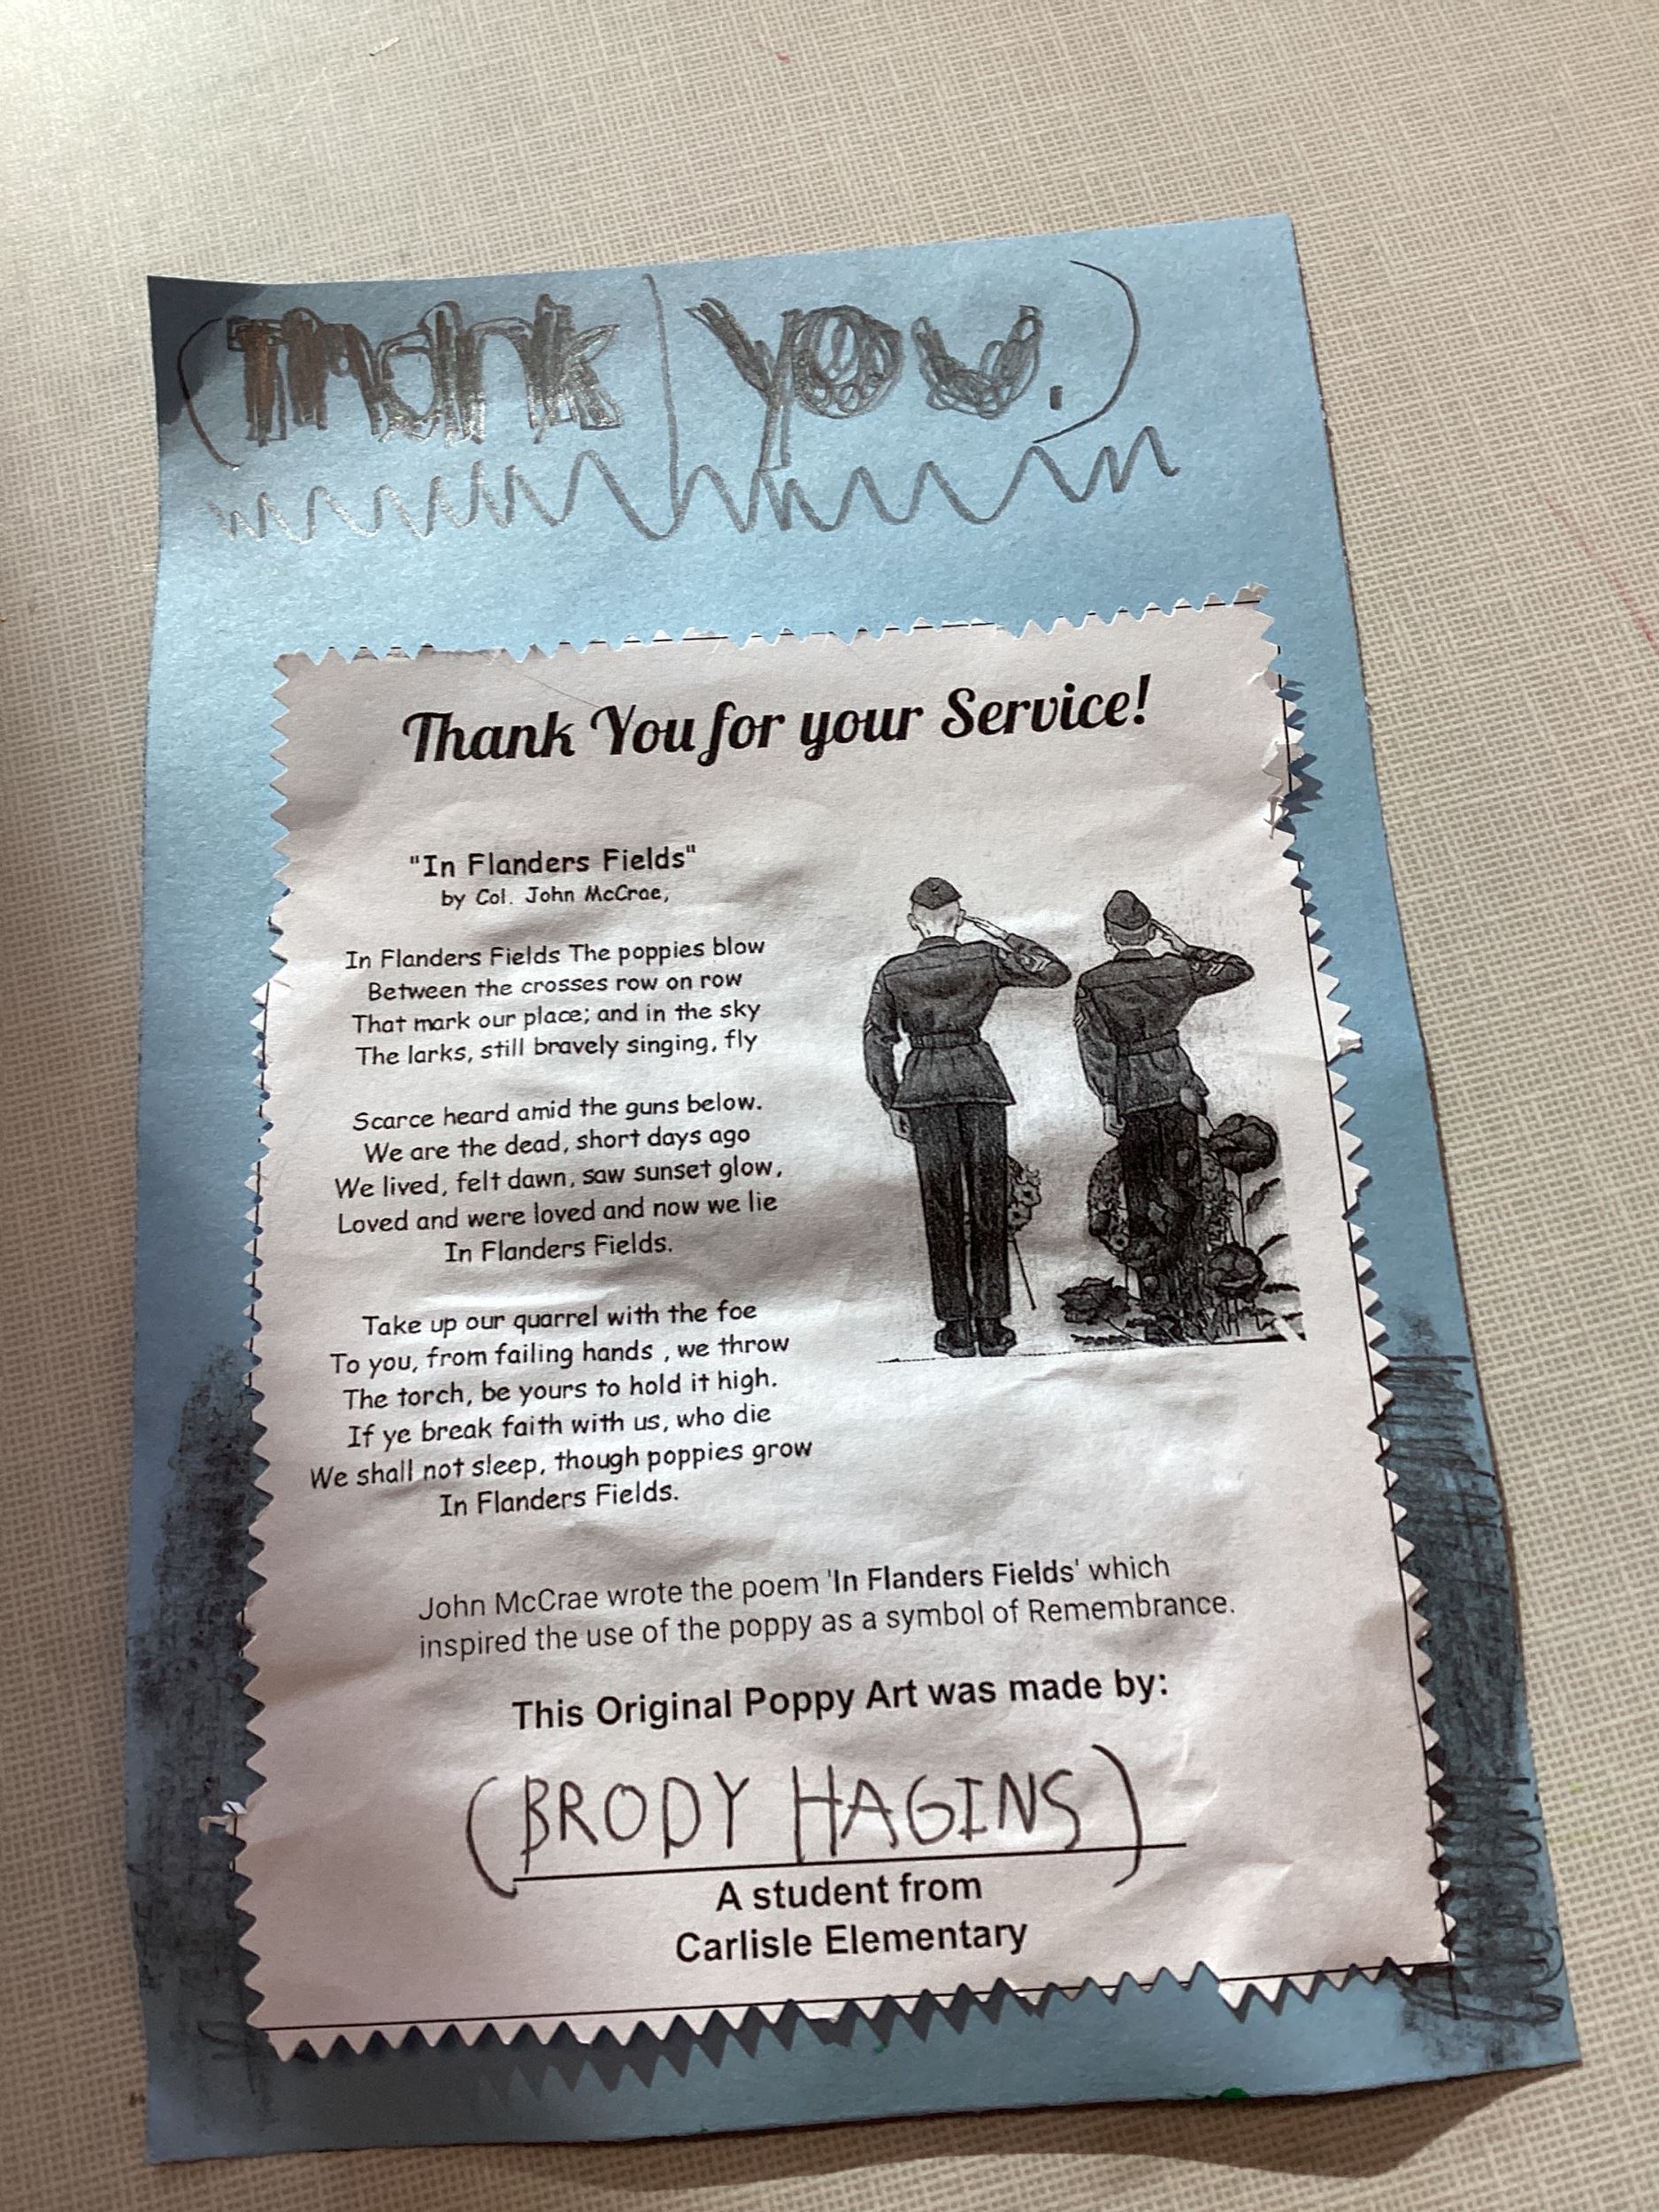 (Thank you.)
Thank You for your Service!
"In Flanders Fields"
by Col. John McCrae,
In Flanders Fields The poppies blow
Between the crosses row on row
That mark our place; and in the sky
The larks, still bravely singing, fly
Scarce heard amid the guns below.
We are the dead, short days ago
We lived, felt dawn, saw sunset glow,
Loved and were loved and now we lie
In Flanders Fields.
Take up our quarrel with the foe
To you, from failing hands , we throw
The torch, be yours to hold it high.
If ye break faith with us, who die
We shall not sleep, though poppies grow
In Flanders Fields.
John McCrae wrote the poem 'In Flanders Fields' which
inspired the use of the poppy as a symbol of Remembrance.
This Original Poppy Art was made by:
(BRODY HAGINS)
A student from
Carlisle Elementary